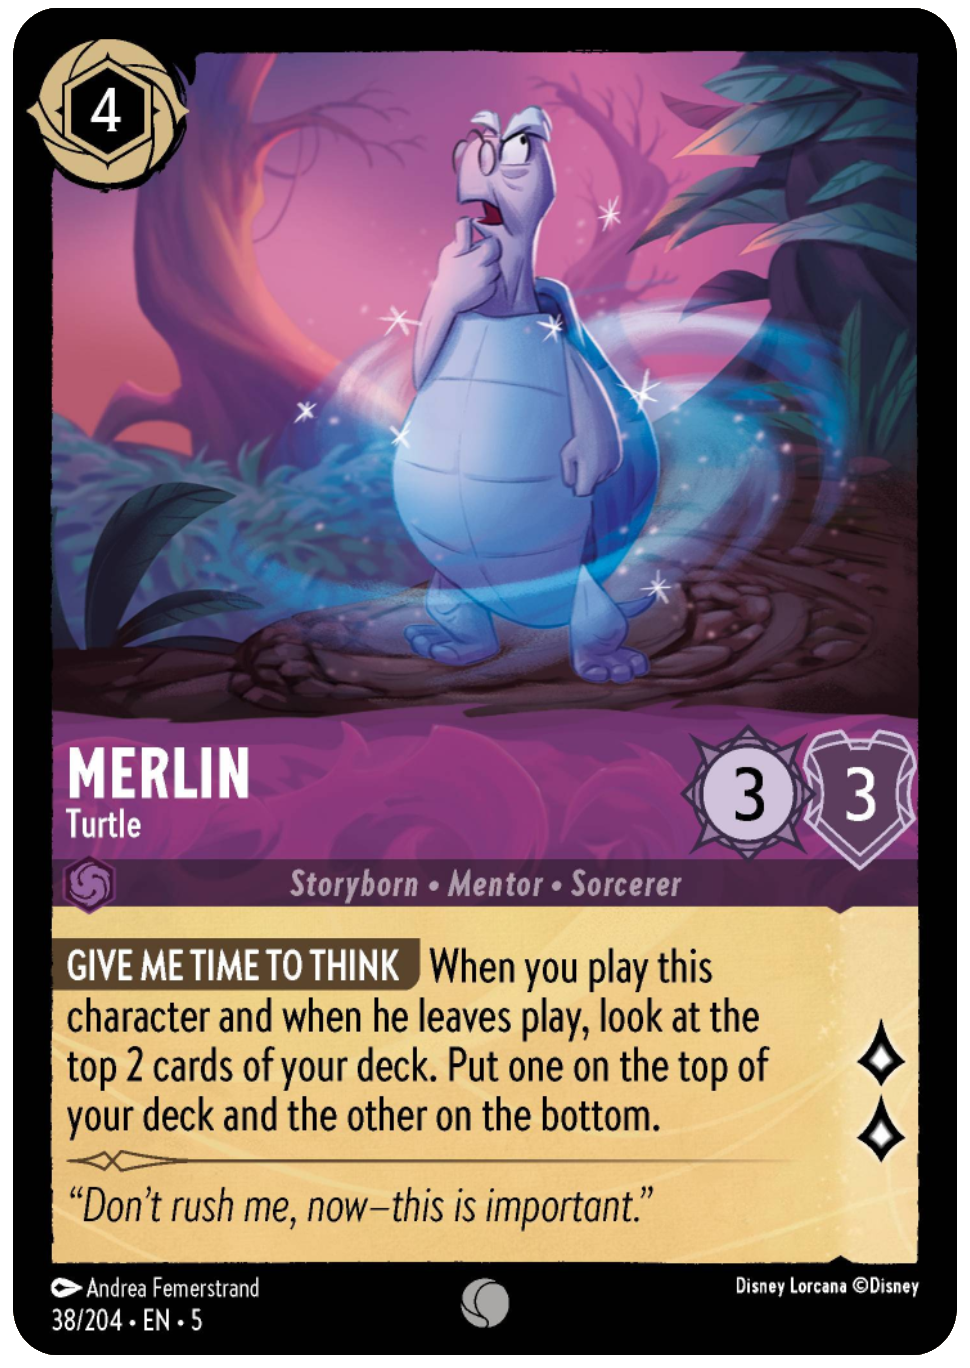 4
MERLIN
Turtle
3
3
Storyborn • Mentor • Sorcerer
GIVE ME TIME TO THINK When you play this
character and when he leaves play, look at the
top 2 cards of your deck. Put one on the top of
your deck and the other on the bottom.
“Don’t rush me, now–this is important.”
Andrea Femerstrand
Disney Lorcana ©Disney
38/204 • EN • 5